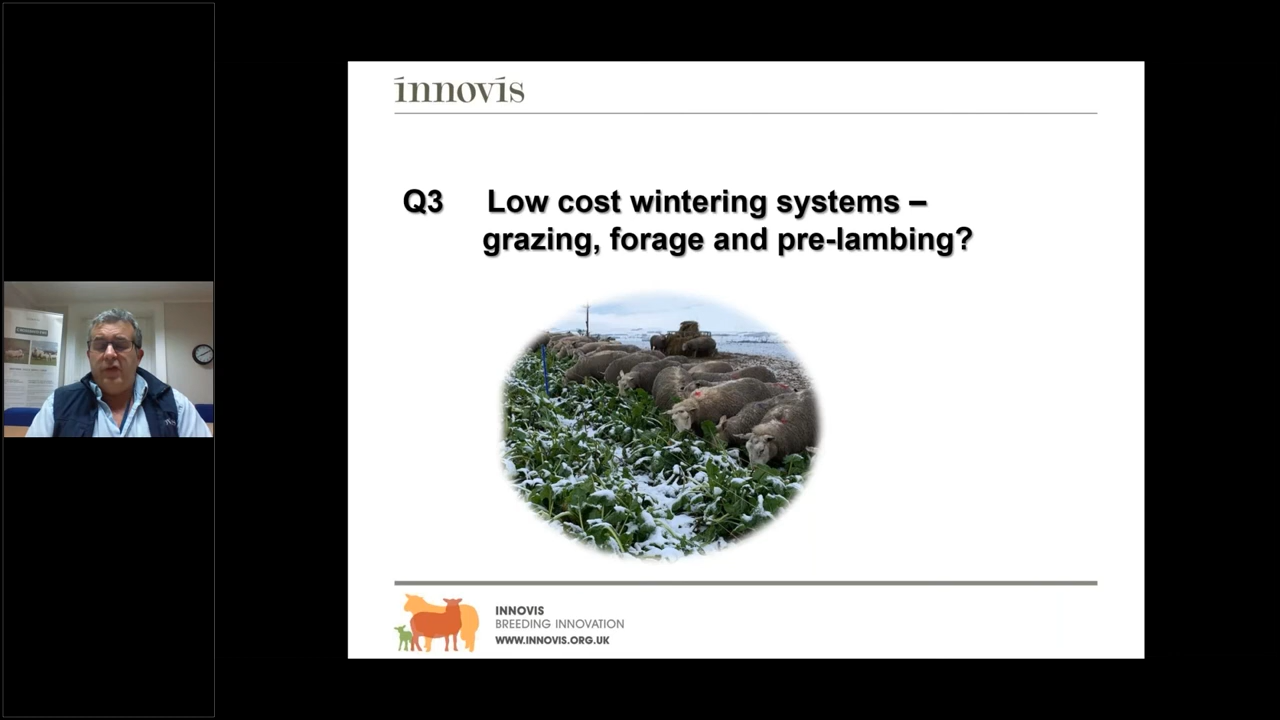 innovis
Q3 Low cost wintering systems –
grazing, forage and pre-lambing?
INNOVIS
BREEDING INNOVATION
WWW.INNOVIS.ORG.UK